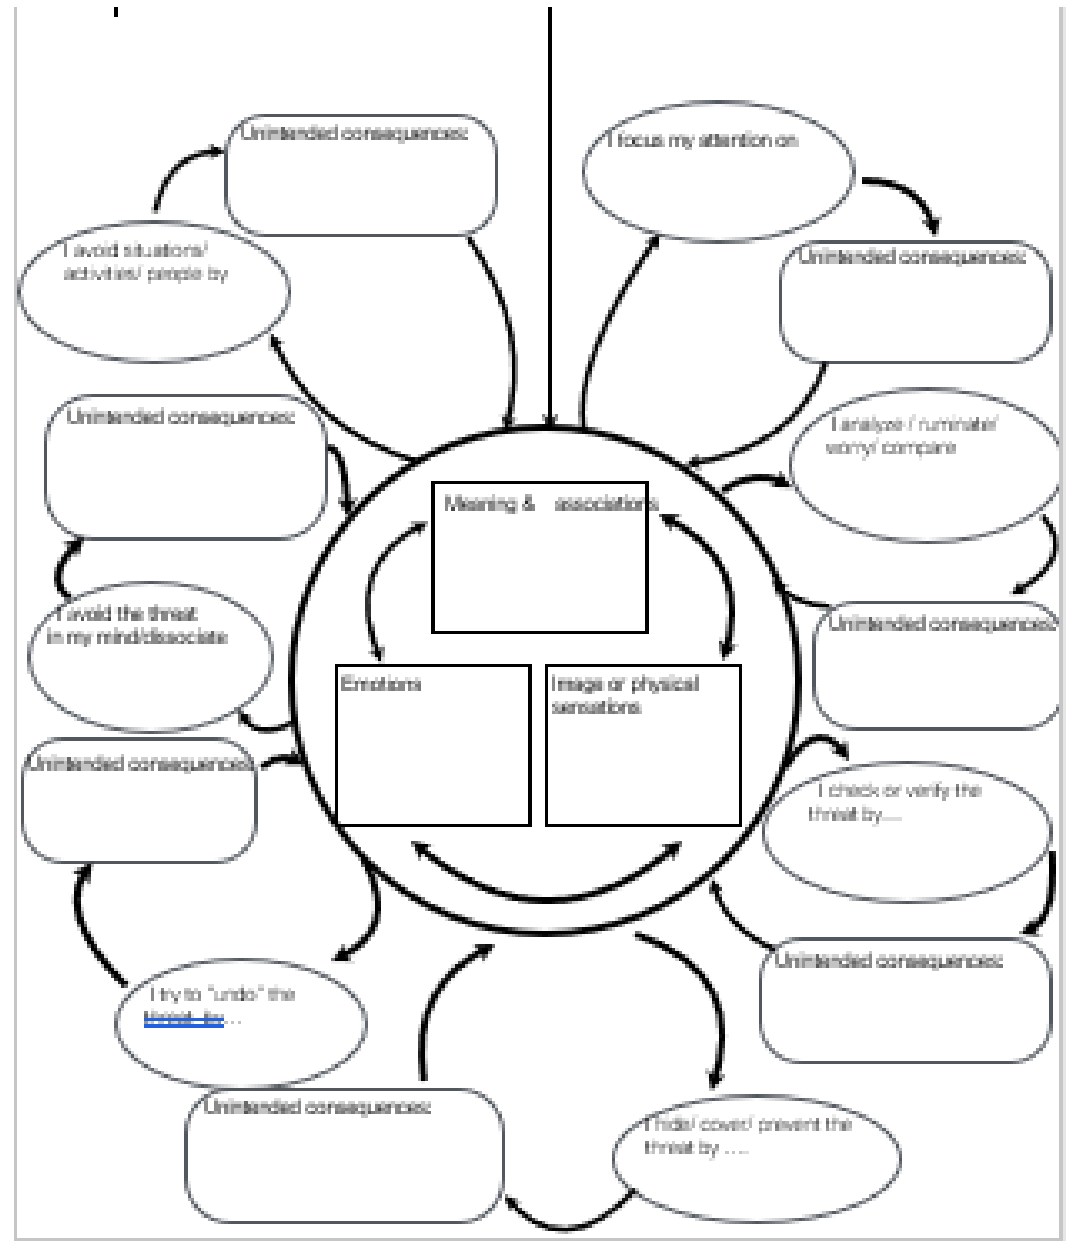 Unintended consequences:
I focus my attention on
I avoid situations/
activities/ people by
Unintended consequences:
Unintended consequences:
I analyze / ruminate/
worry/ compare
Meaning & associations
I avoid the threat
in my mind/dissociate
Unintended consequences:
Emotions
Image or physical
sensations
Unintended consequences:
I check or verify the
threat by....
Unintended consequences:
I try to "undo" the
threat by...
Unintended consequences:
I hide/ cover/ prevent the
threat by ....